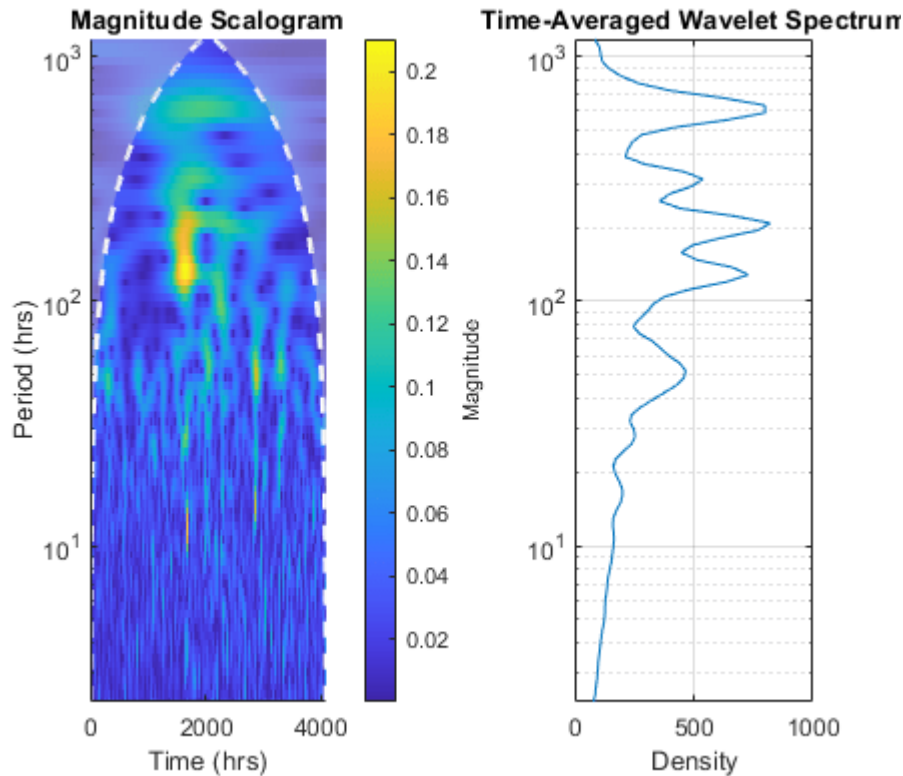 Magnitude Scalogram
10³
10²
10¹
Period (hrs)
0 2000 4000
Time (hrs)
0.2
0.18
0.16
0.14
0.12
0.1
0.08
0.06
0.04
0.02
Magnitude
Time-Averaged Wavelet Spectrum
10³
10²
10¹
0 500 1000
Density